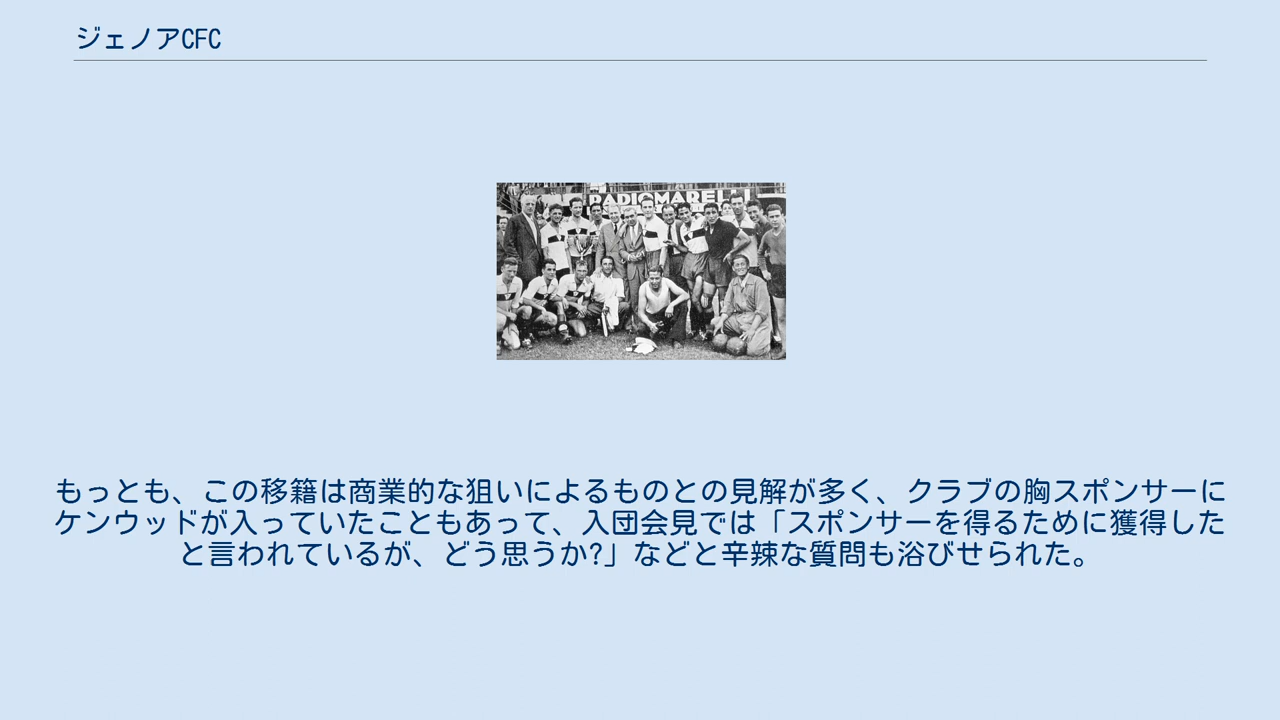 ジェノアCFC
RADIOMARELLI
もっとも、この移籍は商業的な狙いによるものとの見解が多く、クラブの胸スポンサーに
ケンウッドが入っていたこともあって、入団会見では「スポンサーを得るために獲得した
と言われているが、どう思うか?」などと辛辣な質問も浴びせられた。